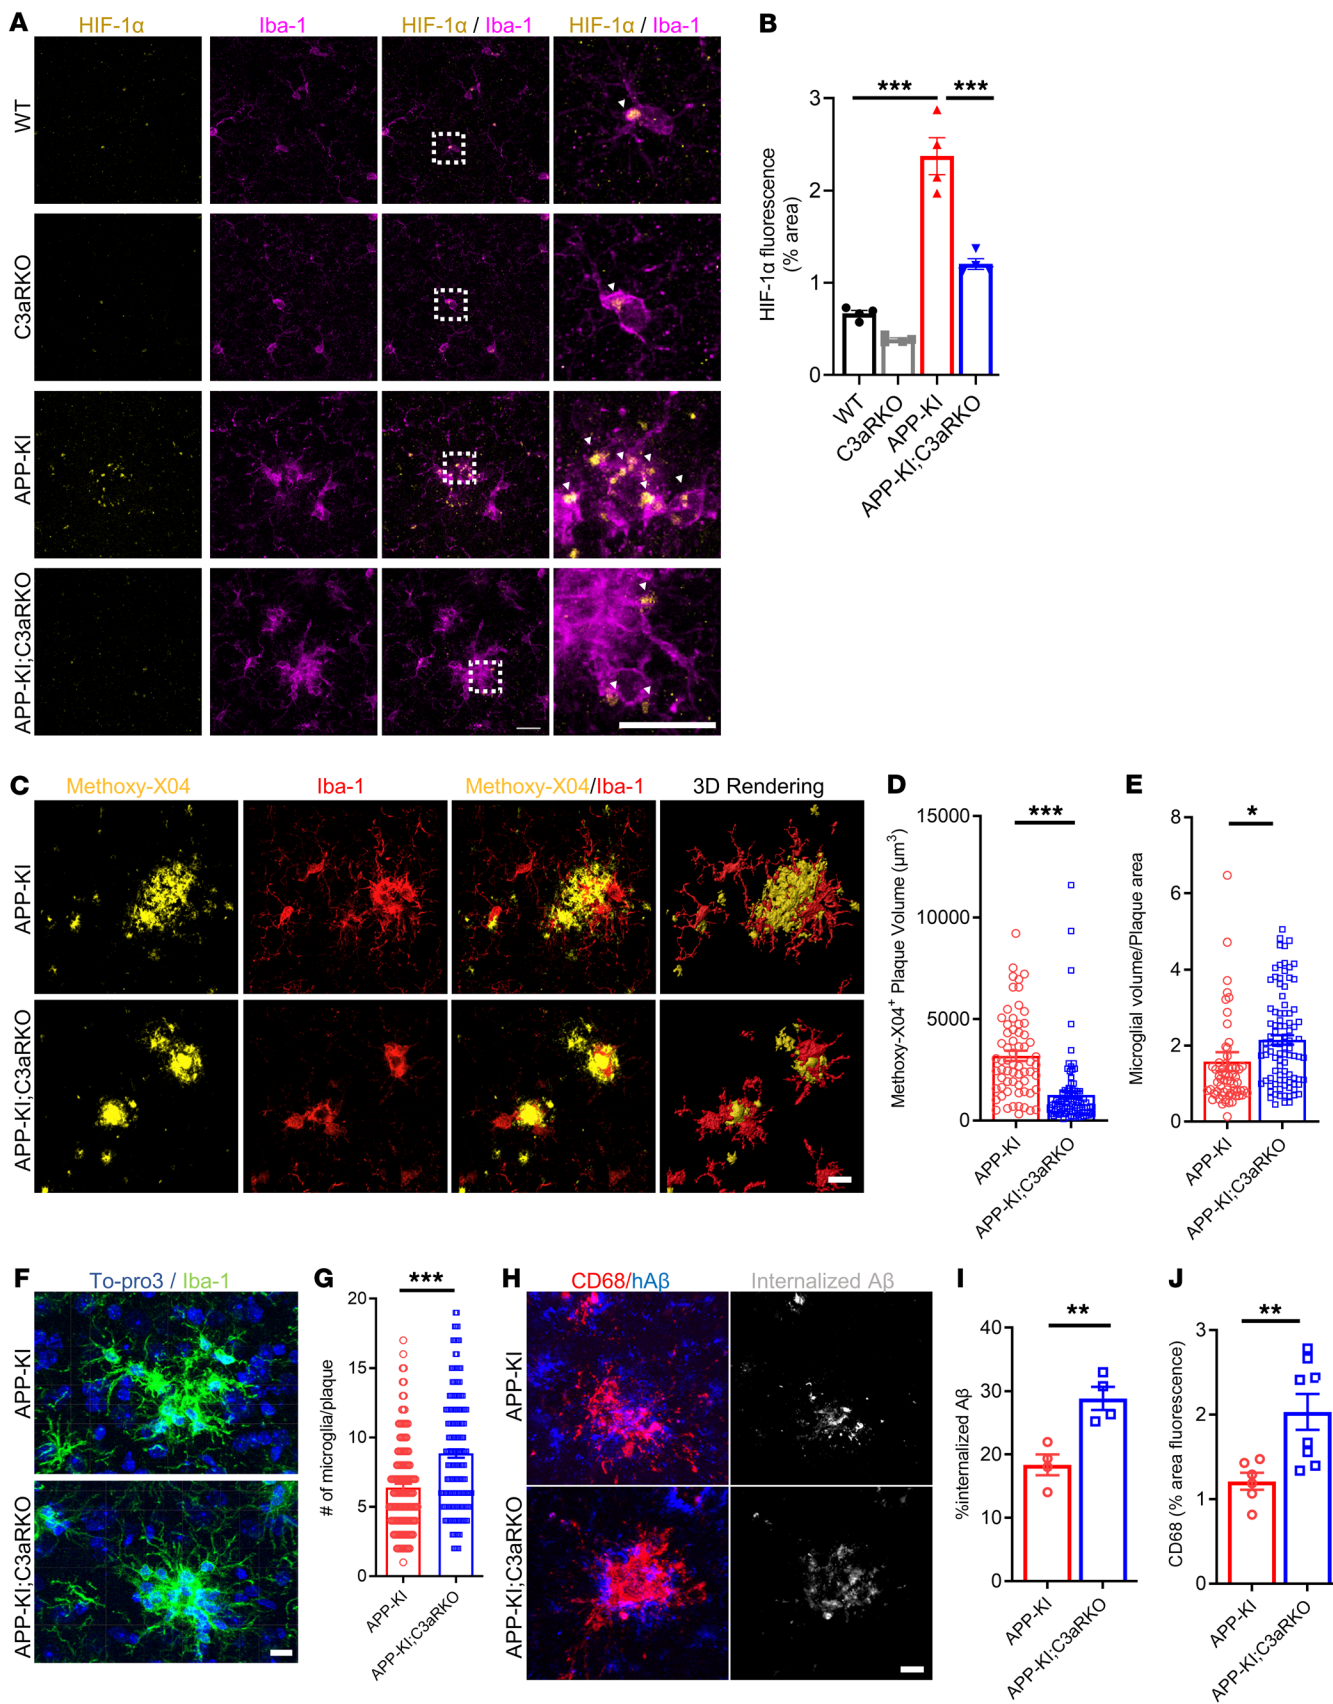 A
HIF-1α
Iba-1
HIF-1α / Iba-1
HIF-1α / Iba-1
WT
C3aRKO
APP-KI
APP-KI;C3aRKO
B
***
***
3
2
1
0
HIF-1α fluorescence
(% area)
WT
C3aRKO
APP-KI
APP-KI;C3aRKO
C
Methoxy-X04
Iba-1
Methoxy-X04/Iba-1
3D Rendering
APP-KI
APP-KI;C3aRKO
D
***
15000
10000
5000
0
Methoxy-X04⁺ Plaque Volume (μm³)
APP-KI
APP-KI;C3aRKO
E
*
8
6
4
2
0
Microglial volume/Plaque area
APP-KI
APP-KI;C3aRKO
F
To-pro3 / Iba-1
APP-KI
APP-KI;C3aRKO
G
***
20
15
10
5
0
# of microglia/plaque
APP-KI
APP-KI;C3aRKO
H
CD68/hAβ
Internalized Aβ
APP-KI
APP-KI;C3aRKO
I
**
40
30
20
10
0
%internalized Aβ
APP-KI
APP-KI;C3aRKO
J
**
3
2
1
0
CD68 (% area fluorescence)
APP-KI
APP-KI;C3aRKO